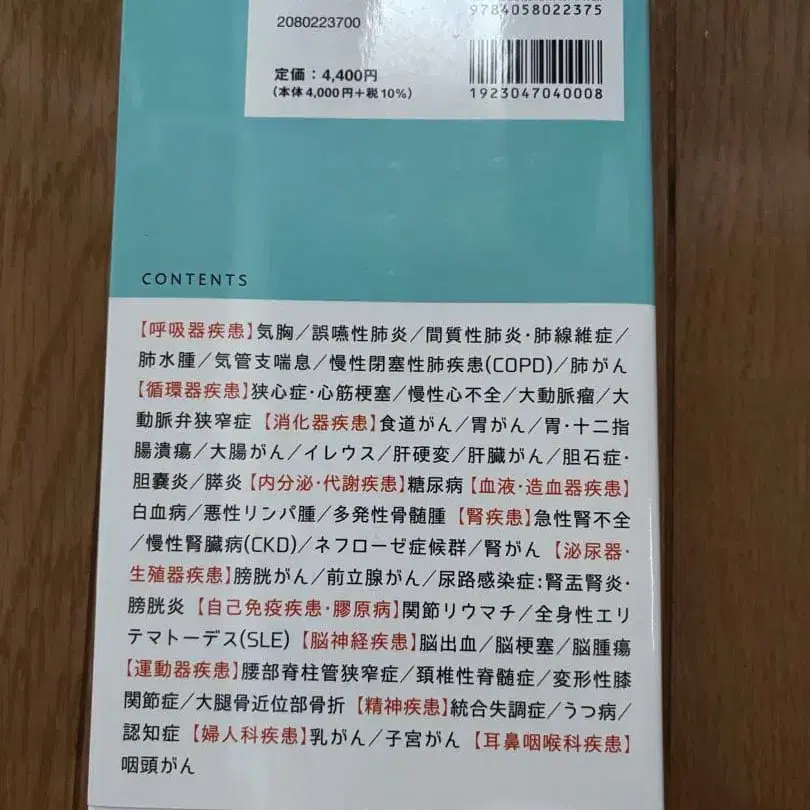 9784058022375
2080223700
定価：4,400円
(本体4,000円+税10%)
1923047040008
CONTENTS
【呼吸器疾患】気胸／誤嚥性肺炎／間質性肺炎・肺線維症／
肺水腫／気管支喘息／慢性閉塞性肺疾患(COPD)／肺がん
【循環器疾患】狭心症・心筋梗塞／慢性心不全／大動脈瘤／大
動脈弁狭窄症【消化器疾患】食道がん／胃がん／胃・十二指
腸潰瘍／大腸がん／イレウス／肝硬変／肝臓がん／胆石症・
胆嚢炎／膵炎【内分泌・代謝疾患】糖尿病【血液・造血器疾患】
白血病／悪性リンパ腫／多発性骨髄腫【腎疾患】急性腎不全
／慢性腎臓病(CKD)／ネフローゼ症候群／腎がん【泌尿器・
生殖器疾患】膀胱がん／前立腺がん／尿路感染症：腎盂腎炎・
膀胱炎【自己免疫疾患・膠原病】関節リウマチ／全身性エリ
テマトーデス(SLE)【脳神経疾患】脳出血／脳梗塞／脳腫瘍
【運動器疾患】腰部脊柱管狭窄症／頚椎性脊髄症／変形性膝
関節症／大腿骨近位部骨折【精神疾患】統合失調症／うつ病／
認知症【婦人科疾患】乳がん／子宮がん【耳鼻咽喉科疾患】
咽頭がん